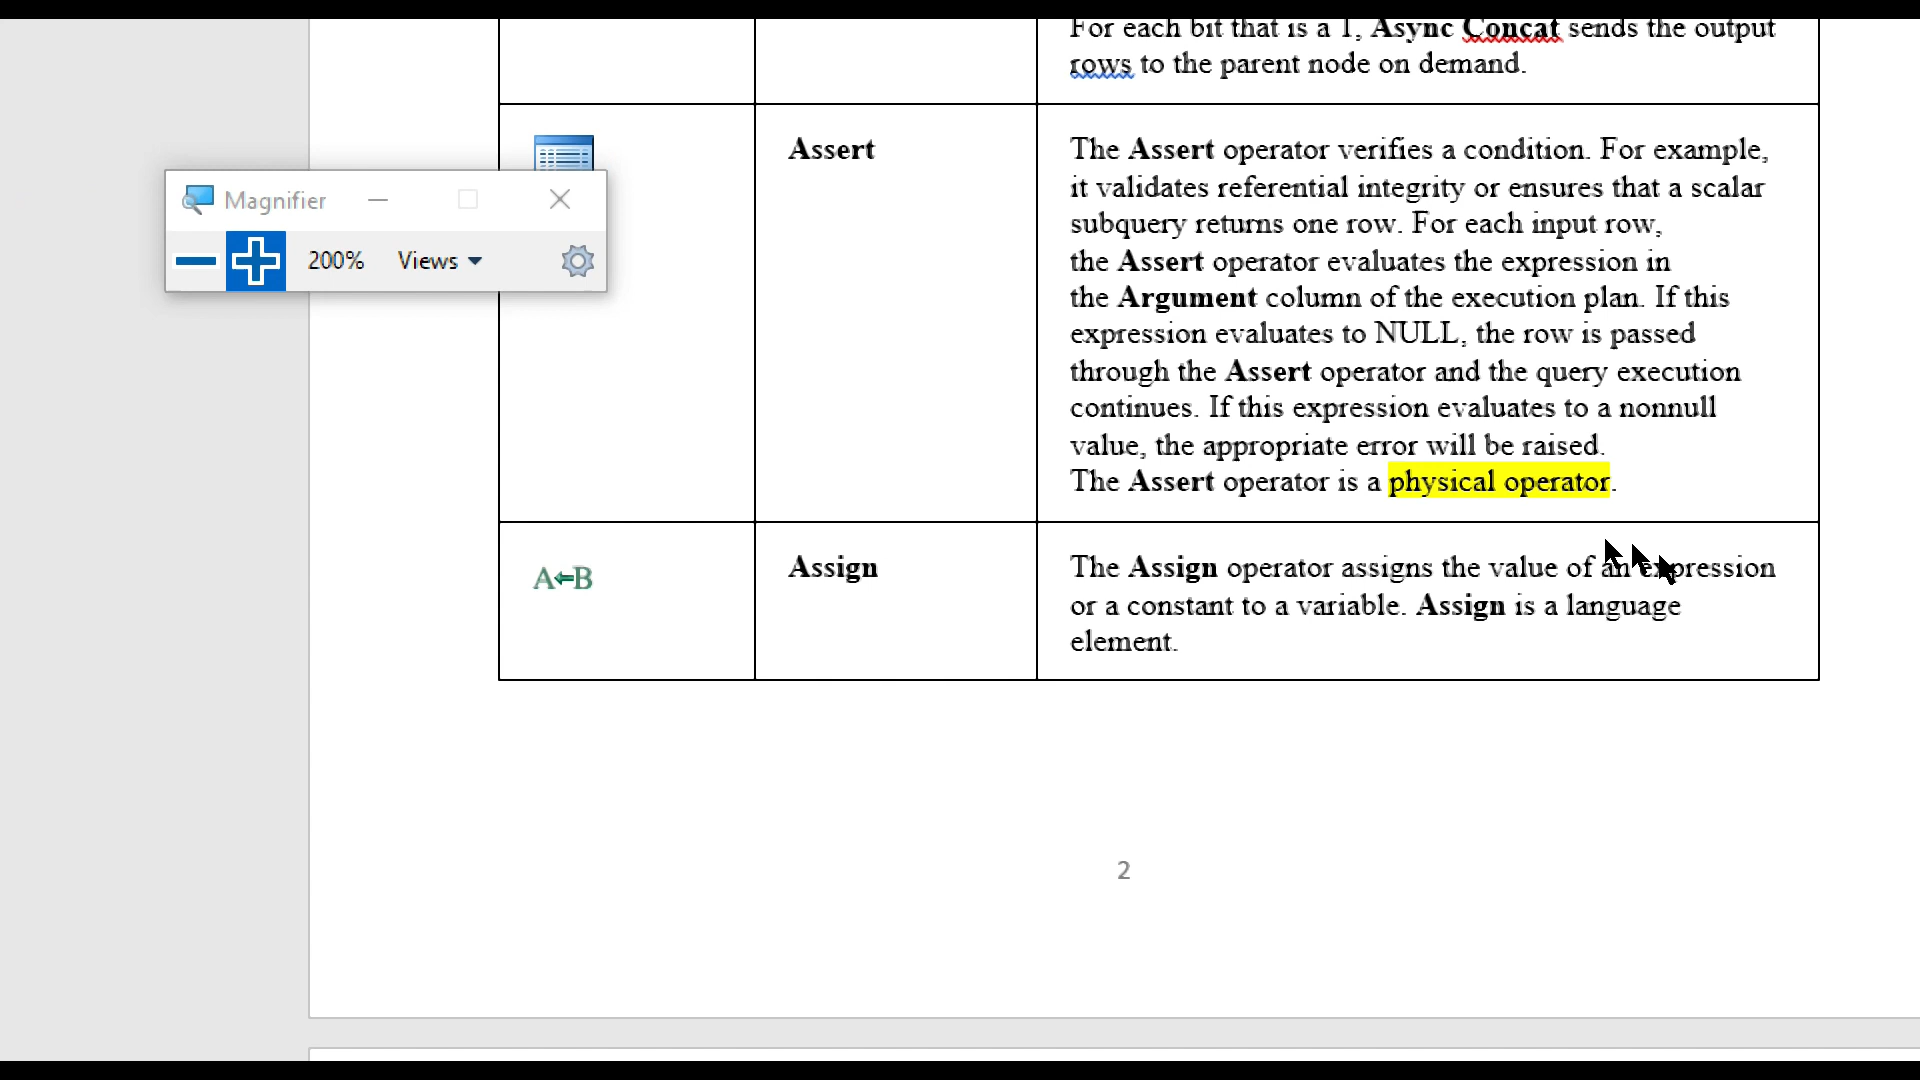 For each bit that is a 1, Async Concat sends the output
rows to the parent node on demand.
Assert
The Assert operator verifies a condition. For example,
it validates referential integrity or ensures that a scalar
subquery returns one row. For each input row,
the Assert operator evaluates the expression in
the Argument column of the execution plan. If this
expression evaluates to NULL, the row is passed
through the Assert operator and the query execution
continues. If this expression evaluates to a nonnull
value, the appropriate error will be raised.
The Assert operator is a physical operator.
Magnifier
200% Views
A B
Assign
The Assign operator assigns the value of an expression
or a constant to a variable. Assign is a language
element.
2